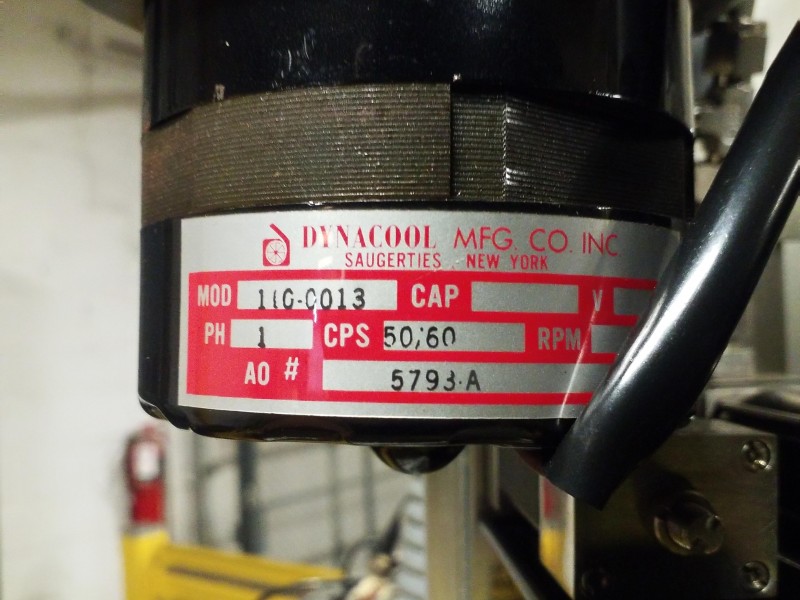 DYNACOOL MFG. CO. INC
SAUGERTIES . NEW YORK
MOD 110-0013 CAP V
PH 1 CPS 50/60 RPM
AO # 5793-A